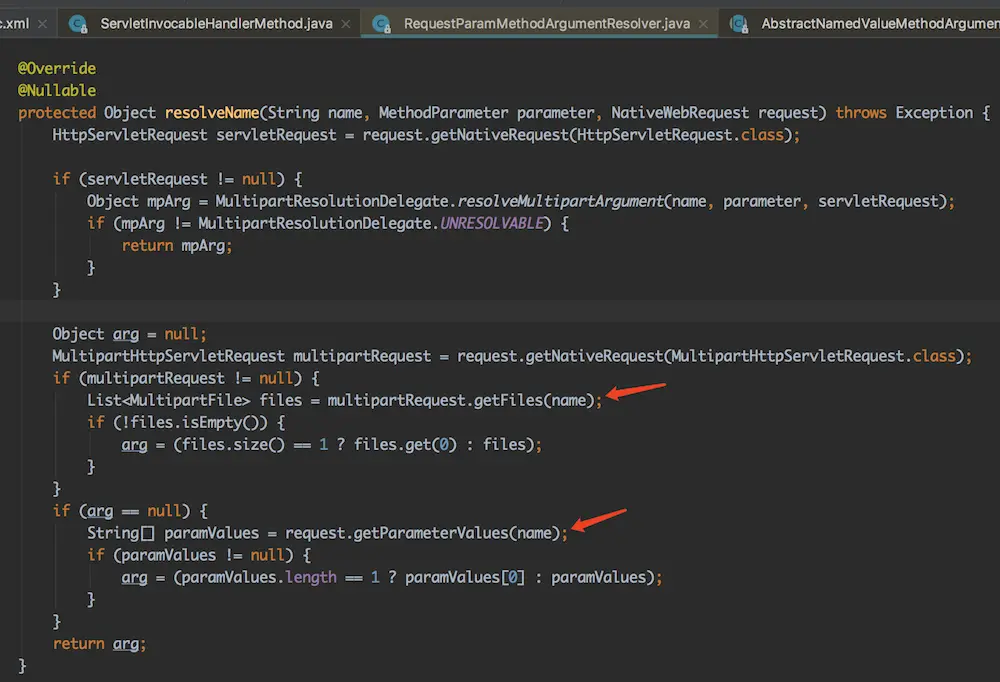 c.xml × ServletInvocableHandlerMethod.java × RequestParamMethodArgumentResolver.java × AbstractNamedValueMethodArgumen
@Override
@Nullable
protected Object resolveName(String name, MethodParameter parameter, NativeWebRequest request) throws Exception {
HttpServletRequest servletRequest = request.getNativeRequest(HttpServletRequest.class);
if (servletRequest != null) {
Object mpArg = MultipartResolutionDelegate.resolveMultipartArgument(name, parameter, servletRequest);
if (mpArg != MultipartResolutionDelegate.UNRESOLVABLE) {
return mpArg;
}
}
Object arg = null;
MultipartHttpServletRequest multipartRequest = request.getNativeRequest(MultipartHttpServletRequest.class);
if (multipartRequest != null) {
List<MultipartFile> files = multipartRequest.getFiles(name);
if (!files.isEmpty()) {
arg = (files.size() == 1 ? files.get(0) : files);
}
}
if (arg == null) {
String[] paramValues = request.getParameterValues(name);
if (paramValues != null) {
arg = (paramValues.length == 1 ? paramValues[0] : paramValues);
}
}
return arg;
}